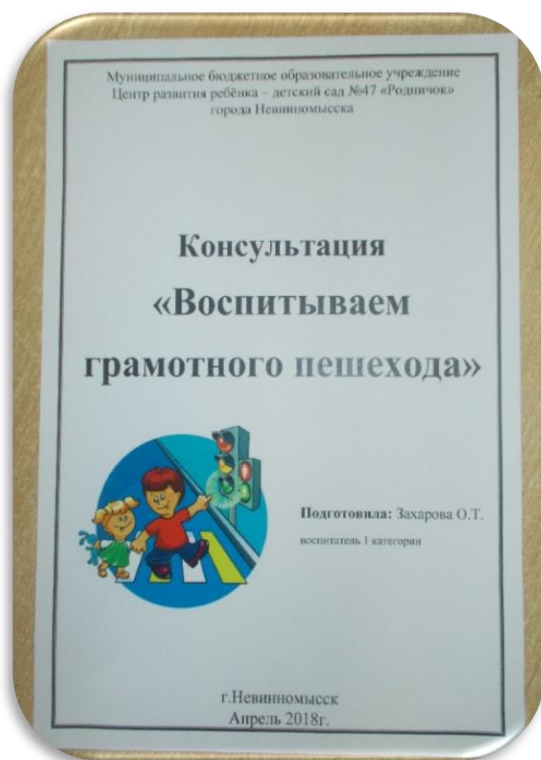 Муниципальное бюджетное образовательное учреждение
Центр развития ребёнка – детский сад №47 «Родничок»
города Невинномысска
Консультация
«Воспитываем
грамотного пешехода»
Подготовила: Захарова О.Т.
воспитатель 1 категории
г.Невинномысск
Апрель 2018г.